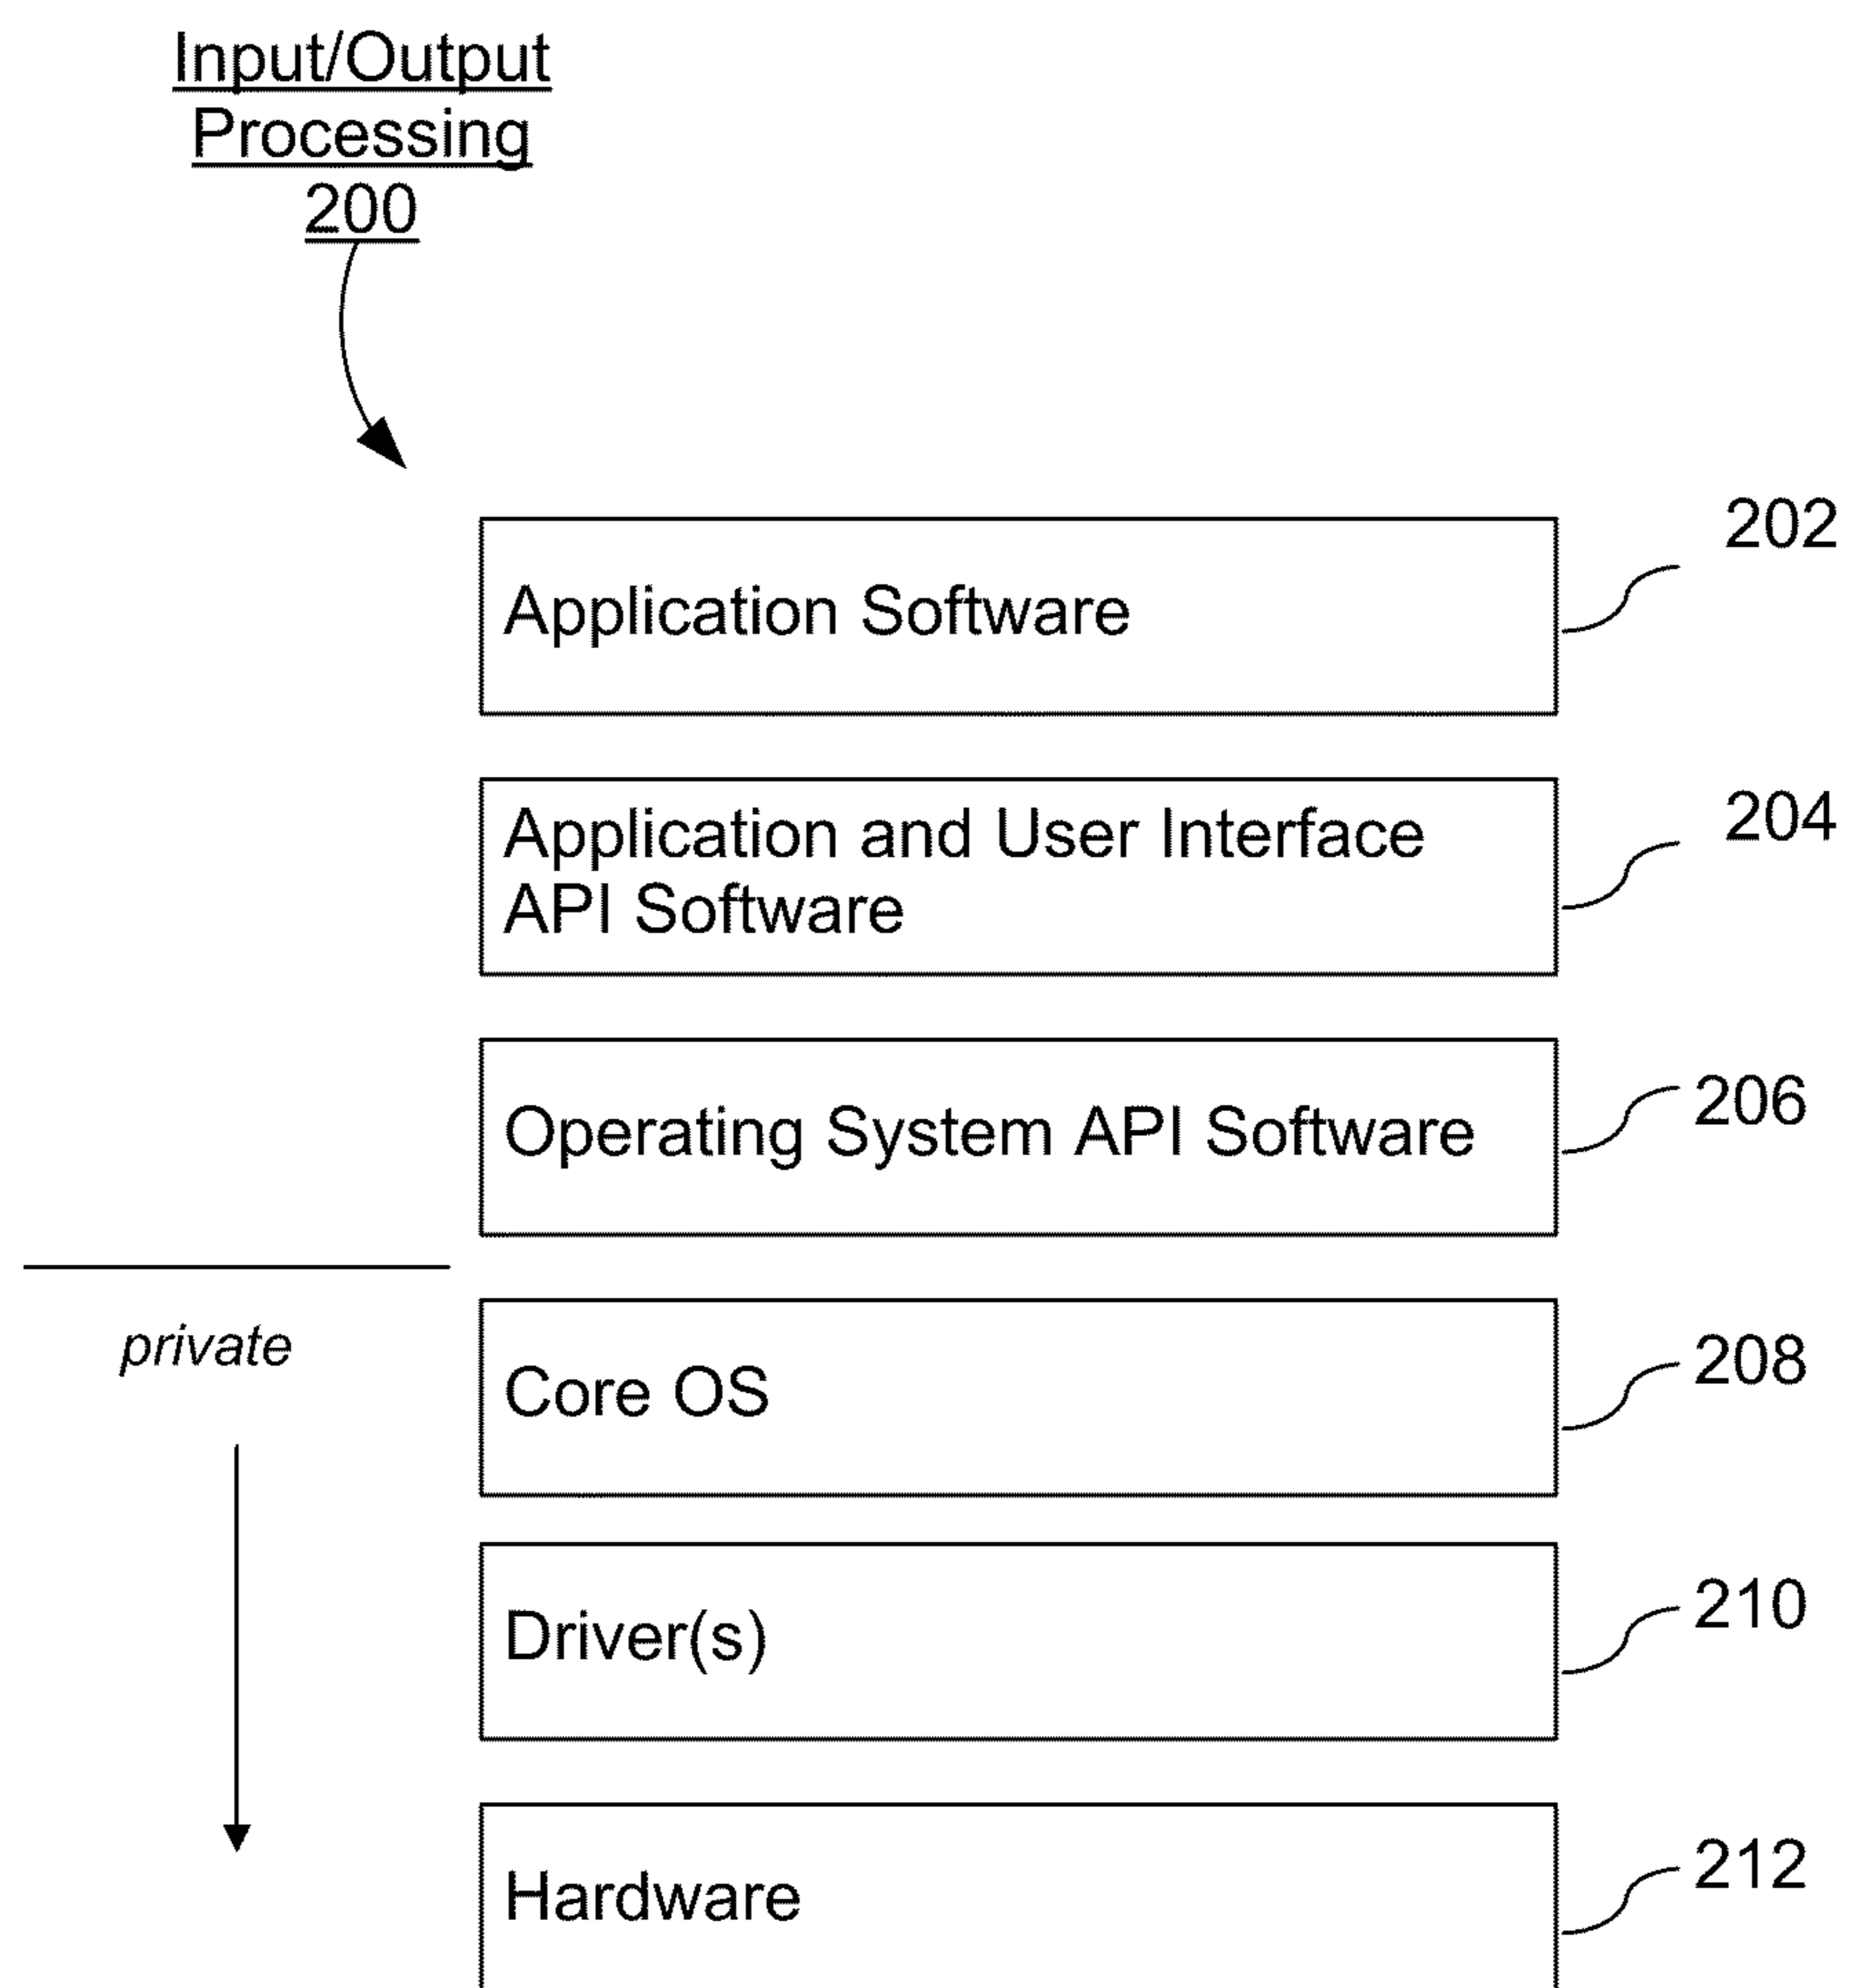 Input/Output
Processing
200
202
Application Software
204
Application and User Interface
API Software
206
Operating System API Software
private
208
Core OS
210
Driver(s)
212
Hardware